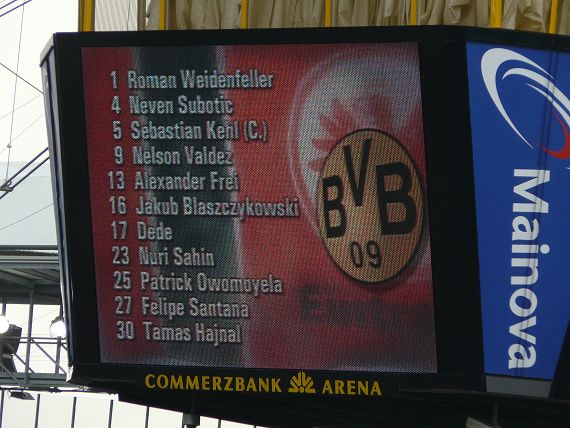 1 Roman Weidenfeller
4 Neven Subotic
5 Sebastian Kehl (C.)
9 Nelson Valdez
13 Alexander Frei
16 Jakub Blaszczykowski
17 Dede
23 Nuri Sahin
25 Patrick Owomoyela
27 Felipe Santana
30 Tamas Hajnal
BVB
09
Mainova
COMMERZBANK ARENA